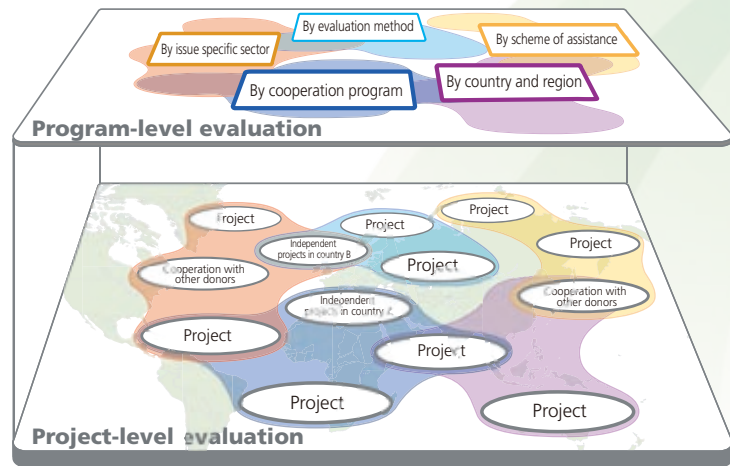 By evaluation method
By issue specific sector
By scheme of assistance
By cooperation program
By country and region
Program-level evaluation
Project
Project
Project
Independent
projects in country B
Project
Project
Cooperation with
other donors
Independent
projects in country
Cooperation with
other donors
Project
Project
Project
Project
Project-level evaluation